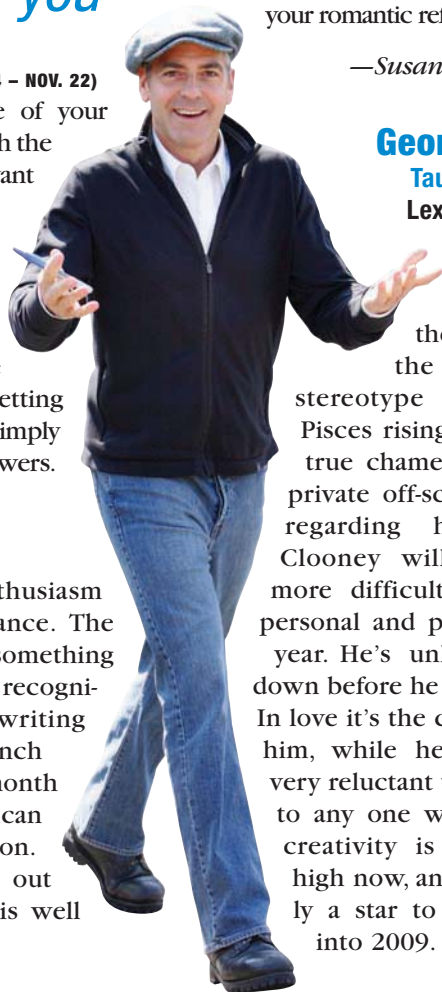 you
– NOV. 22)
e of your
h the
ant
etting
imply
wers.
thusiasm
ance. The
something
recogni-
writing
nch
month
can
on.
out
is well
your romantic ref
—Susan
Geor
Tau
Lex
the
the
stereotype
Pisces rising
true chame
private off-sc
regarding h
Clooney will
more difficult
personal and p
year. He's unl
down before he
In love it's the c
him, while he
very reluctant
to any one w
creativity is
high now, an
ly a star to
into 2009.